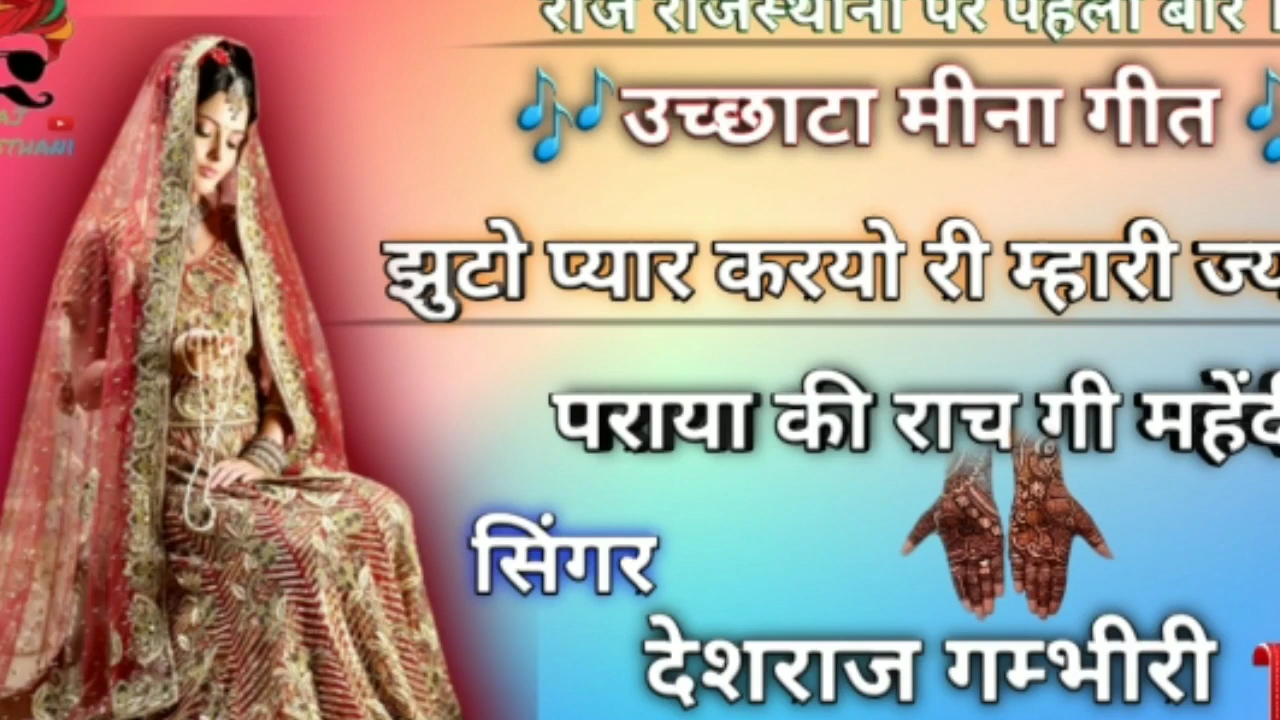 राज राजस्थानी पर पहली बार
🎶उच्छाटा मीना गीत🎶
झुटो प्यार करयो री म्हारी
पराया की राच गी
सिंगर
देशराज गम्भीरी